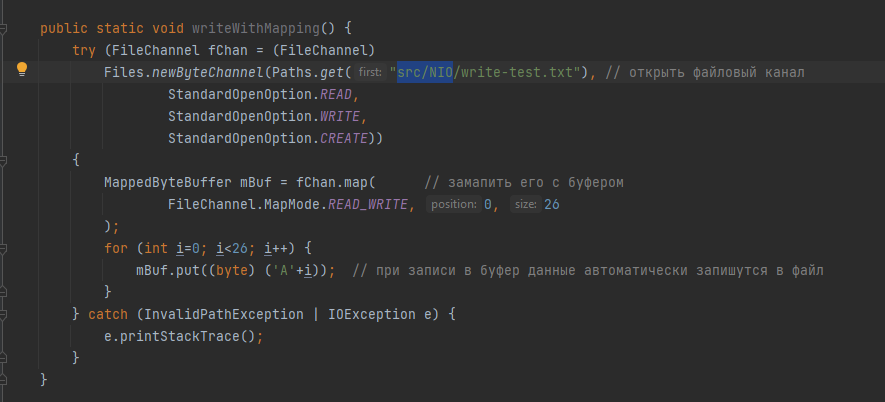 public static void writeWithMapping() {
try (FileChannel fChan = (FileChannel)
Files.newByteChannel(Paths.get( first: "src/NIO/write-test.txt"), // открыть файловый канал
StandardOpenOption.READ,
StandardOpenOption.WRITE,
StandardOpenOption.CREATE))
{
MappedByteBuffer mBuf = fChan.map( // замапить его с буфером
FileChannel.MapMode.READ_WRITE, position: 0, size: 26
);
for (int i=0; i<26; i++) {
mBuf.put((byte) ('A'+i)); // при записи в буфер данные автоматически запишутся в файл
}
} catch (InvalidPathException | IOException e) {
e.printStackTrace();
}
}